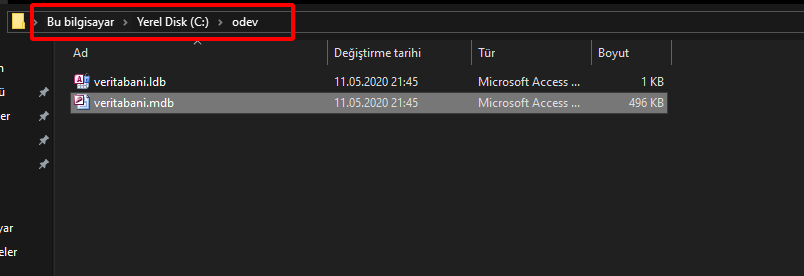 Bu bilgisayar > Yerel Disk (C:) > odev
Ad Değiştirme tarihi Tür Boyut
veritabani.ldb 11.05.2020 21:45 Microsoft Access ... 1 KB
ü
veritabani.mdb 11.05.2020 21:45 Microsoft Access ... 496 KB
er
yar
eler